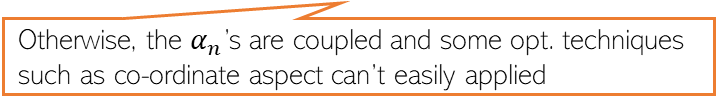 Otherwise, the αₙ's are coupled and some opt. techniques
such as co-ordinate aspect can't easily applied